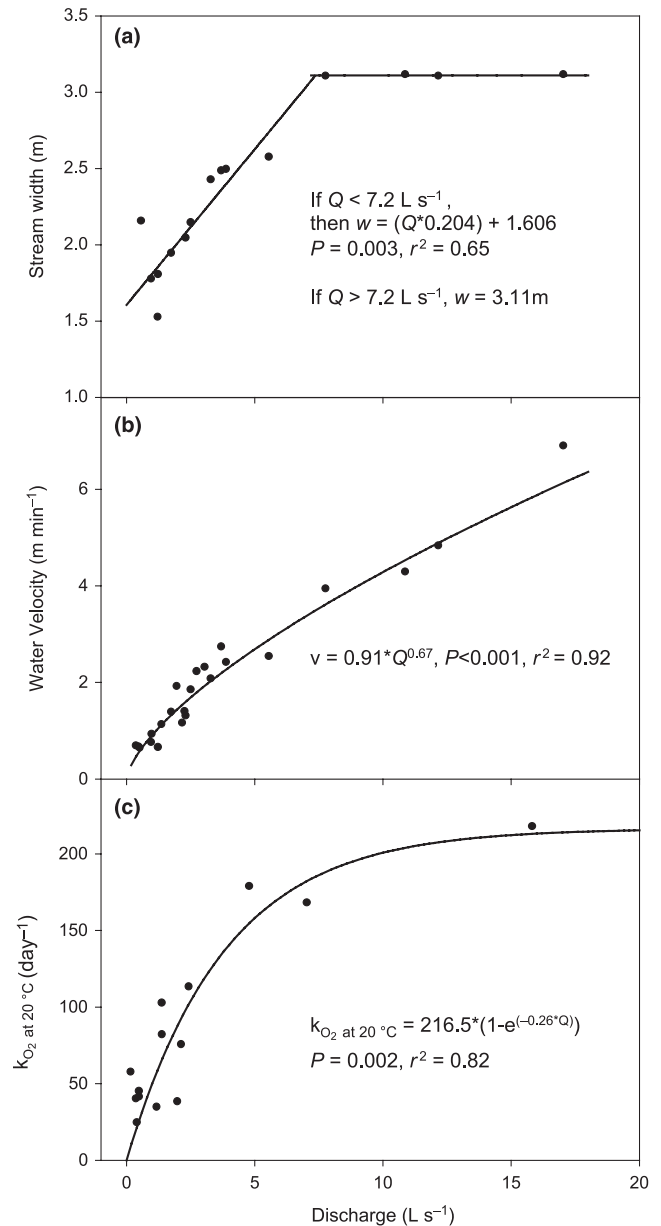 (a)
3.5
3.0
2.5
2.0
1.5
1.0
Stream width (m)
If Q < 7.2 L s⁻¹ ,
then w = (Q*0.204) + 1.606
P = 0.003, r² = 0.65
If Q > 7.2 L s⁻¹, w = 3.11m
(b)
6
4
2
0
Water Velocity (m min⁻¹)
v = 0.91*Q⁰·⁶⁷, P<0.001, r² = 0.92
(c)
200
150
100
50
0
k_O₂ at 20 °C (day⁻¹)
k_O₂ at 20 °C = 216.5*(1-e^(–0.26*Q))
P = 0.002, r² = 0.82
0 5 10 15 20
Discharge (L s⁻¹)